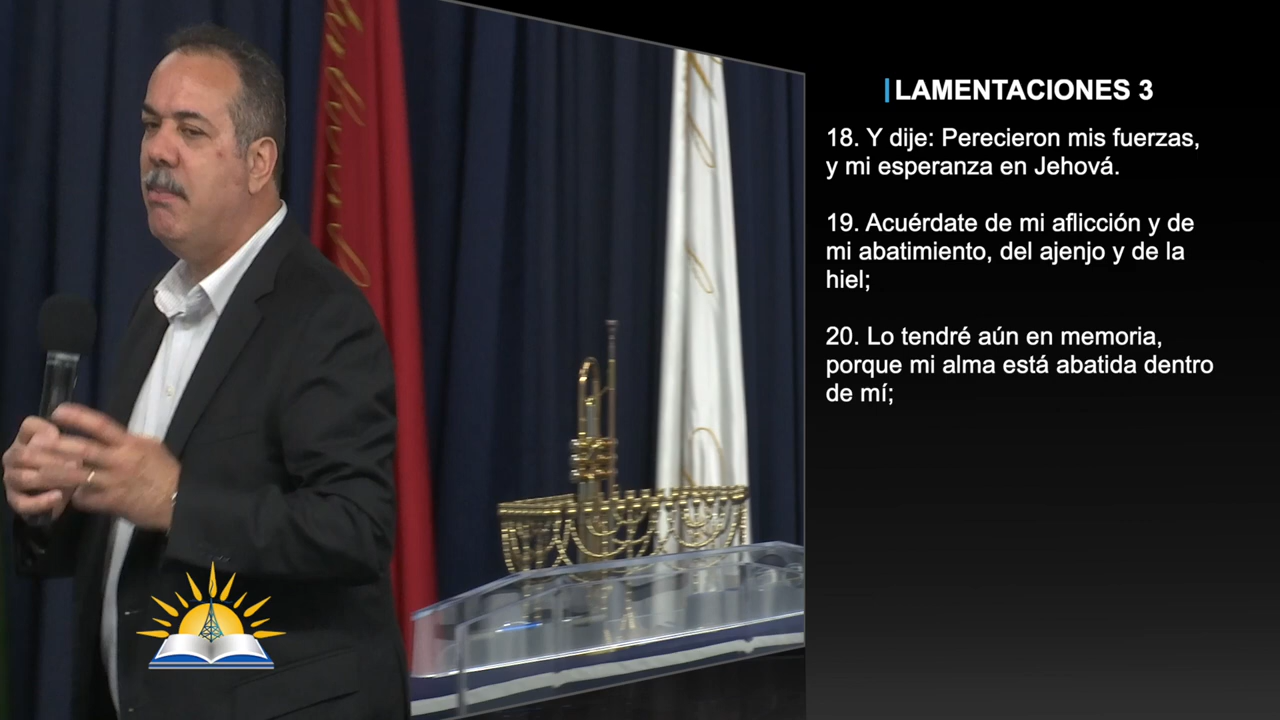 LAMENTACIONES 3
18. Y dije: Perecieron mis fuerzas,
y mi esperanza en Jehová.
19. Acuérdate de mi aflicción y de
mi abatimiento, del ajenjo y de la
hiel;
20. Lo tendré aún en memoria,
porque mi alma está abatida dentro
de mí;